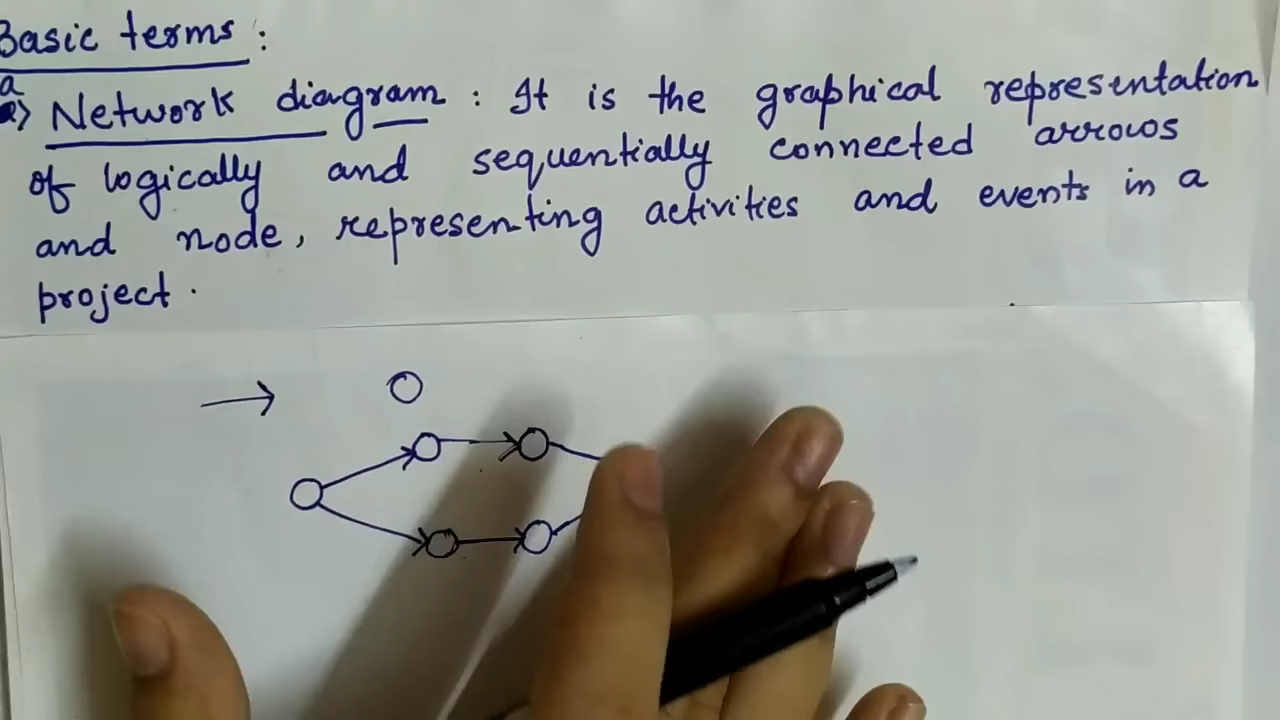 Basic terms :
a) Network diagram : It is the graphical representation
of logically and sequentially connected arrows
and node, representing activities and events in a
project.